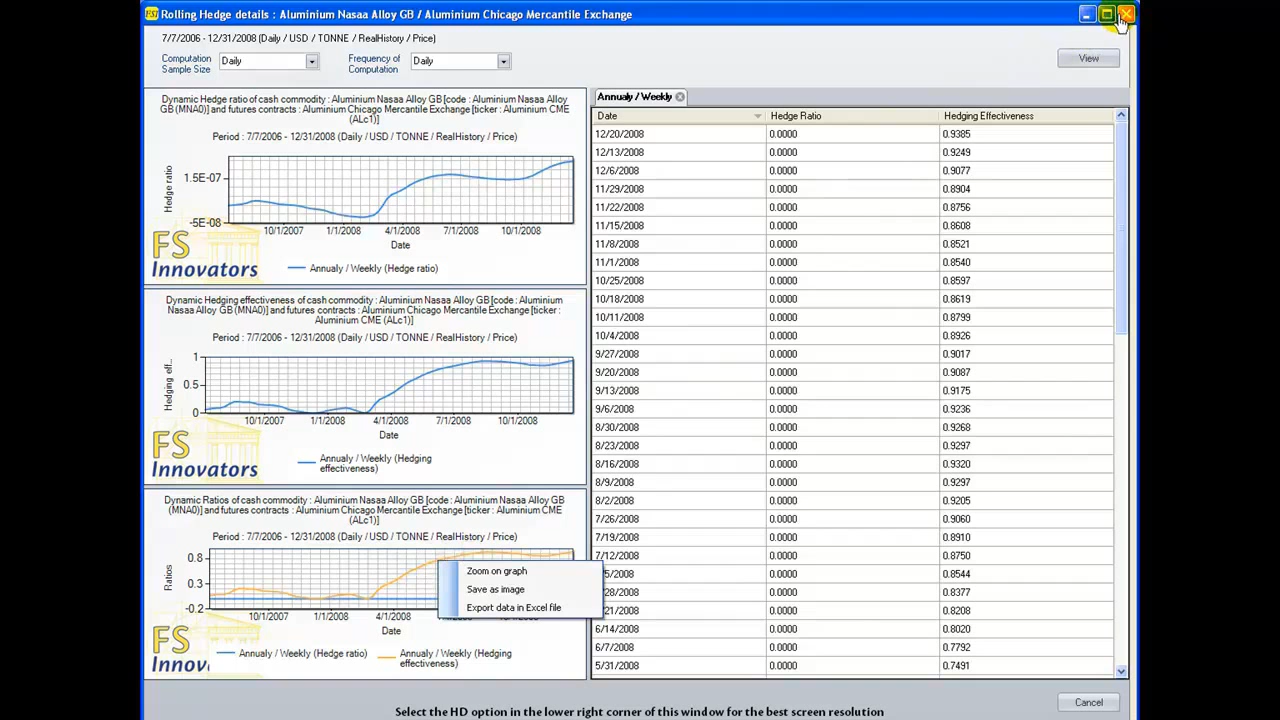 FSI Rolling Hedge details : Aluminium Nasaa Alloy GB / Aluminium Chicago Mercantile Exchange
7/7/2006 - 12/31/2008 (Daily / USD / TONNE / RealHistory / Price)
Computation
Sample Size
Daily
Frequency of
Computation
Daily
View
Dynamic Hedge ratio of cash commodity : Aluminium Nasaa Alloy GB [code : Aluminium Nasaa Alloy
GB (MNA0)] and futures contracts : Aluminium Chicago Mercantile Exchange [ticker : Aluminium CME
(ALc1)]
Period : 7/7/2006 - 12/31/2008 (Daily / USD / TONNE / RealHistory / Price)
Hedge ratio
1.5E-07
-5E-08
10/1/2007 1/1/2008 4/1/2008 7/1/2008 10/1/2008
Date
FS
Innovators
Annualy / Weekly (Hedge ratio)
Dynamic Hedging effectiveness of cash commodity : Aluminium Nasaa Alloy GB [code : Aluminium
Nasaa Alloy GB (MNA0)] and futures contracts : Aluminium Chicago Mercantile Exchange [ticker :
Aluminium CME (ALc1)]
Period : 7/7/2006 - 12/31/2008 (Daily / USD / TONNE / RealHistory / Price)
Hedging eff...
1
0.5
0
10/1/2007 1/1/2008 4/1/2008 7/1/2008 10/1/2008
Date
FS
Innovators
Annualy / Weekly (Hedging
effectiveness)
Dynamic Ratios of cash commodity : Aluminium Nasaa Alloy GB [code : Aluminium Nasaa Alloy GB
(MNA0)] and futures contracts : Aluminium Chicago Mercantile Exchange [ticker : Aluminium CME
(ALc1)]
Period : 7/7/2006 - 12/31/2008 (Daily / USD / TONNE / RealHistory / Price)
Ratios
0.8
0.3
-0.2
10/1/2007 1/1/2008 4/1/2008
Date
FS
Innov
Annualy / Weekly (Hedge ratio)
Annualy / Weekly (Hedging
effectiveness)
Zoom on graph
Save as image
Export data in Excel file
Annualy / Weekly
Date Hedge Ratio Hedging Effectiveness
12/20/2008 0.0000 0.9385
12/13/2008 0.0000 0.9249
12/6/2008 0.0000 0.9077
11/29/2008 0.0000 0.8904
11/22/2008 0.0000 0.8756
11/15/2008 0.0000 0.8608
11/8/2008 0.0000 0.8521
11/1/2008 0.0000 0.8540
10/25/2008 0.0000 0.8597
10/18/2008 0.0000 0.8619
10/11/2008 0.0000 0.8799
10/4/2008 0.0000 0.8926
9/27/2008 0.0000 0.9017
9/20/2008 0.0000 0.9087
9/13/2008 0.0000 0.9175
9/6/2008 0.0000 0.9236
8/30/2008 0.0000 0.9268
8/23/2008 0.0000 0.9297
8/16/2008 0.0000 0.9320
8/9/2008 0.0000 0.9297
8/2/2008 0.0000 0.9205
7/26/2008 0.0000 0.9060
7/19/2008 0.0000 0.8910
7/12/2008 0.0000 0.8750
/5/2008 0.0000 0.8544
/28/2008 0.0000 0.8377
/21/2008 0.0000 0.8208
6/14/2008 0.0000 0.8020
6/7/2008 0.0000 0.7792
5/31/2008 0.0000 0.7491
Cancel
Select the HD option in the lower right corner of this window for the best screen resolution